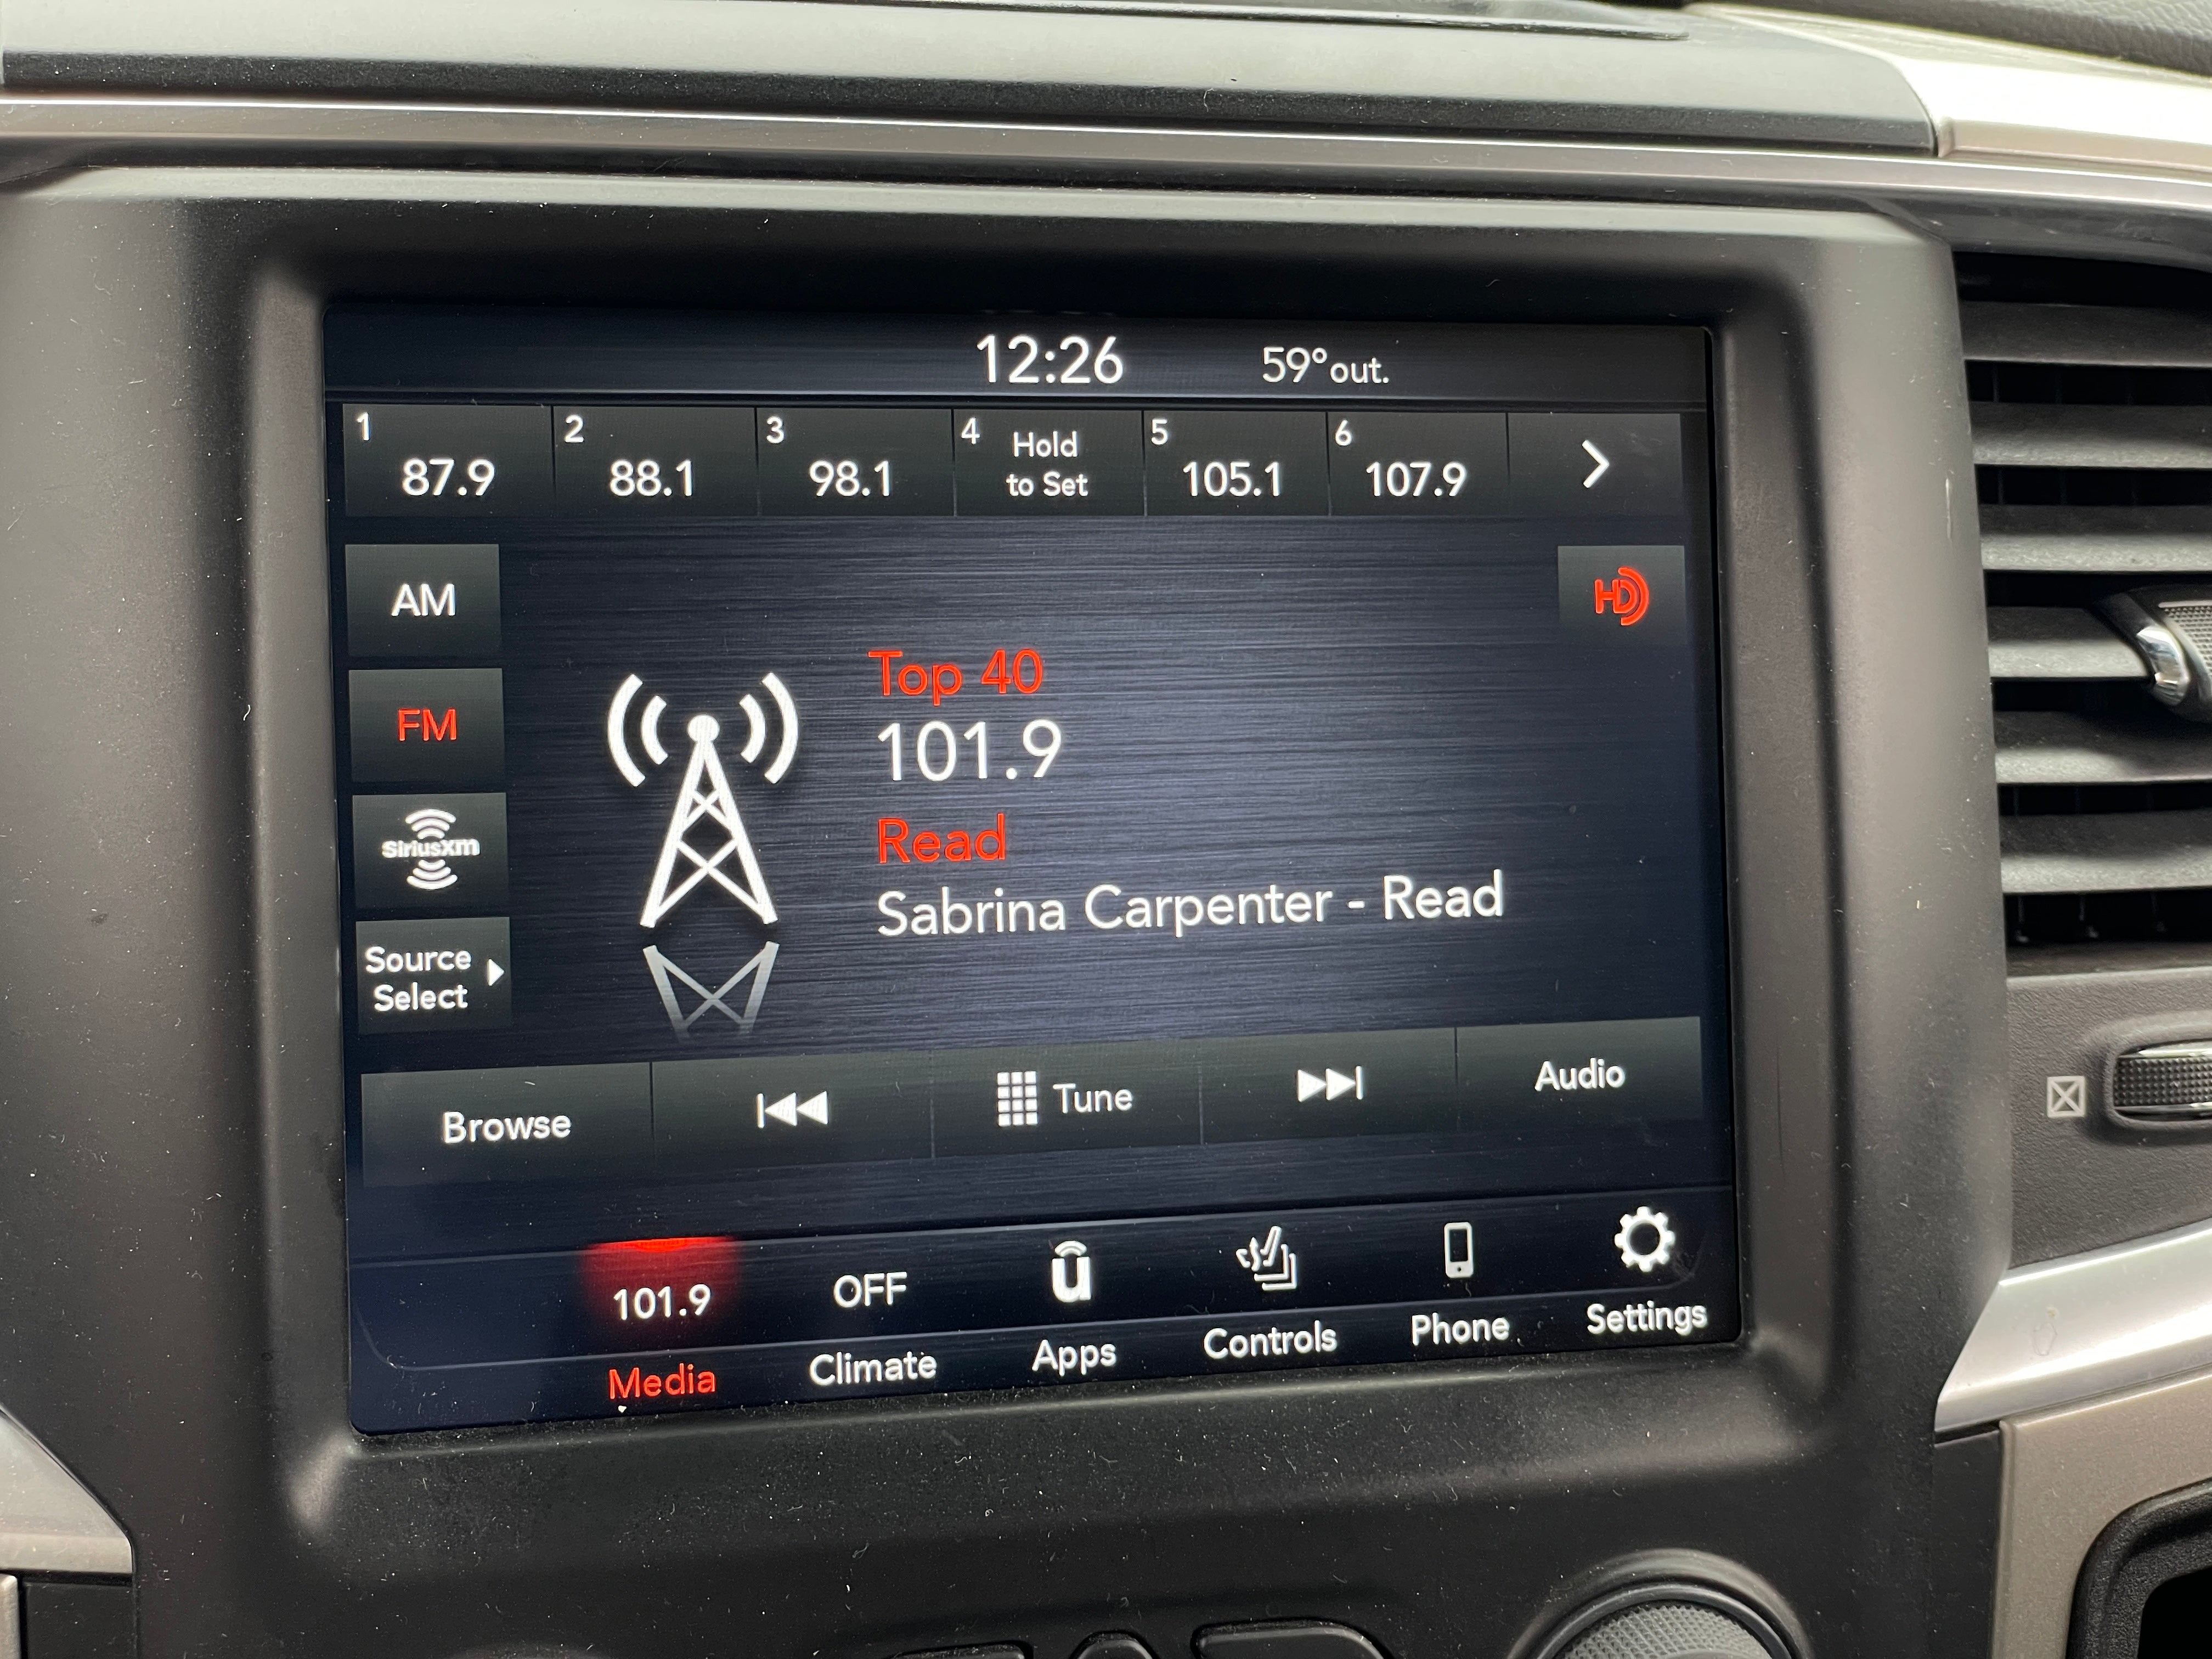 12:26 59°out.
1 2 3 4 Hold 5 6
87.9 88.1 98.1 to Set 105.1 107.9
AM
HD
Top 40
FM 101.9
SiriusXm Read
Sabrina Carpenter - Read
Source
Select
Browse Tune Audio
101.9 OFF u
Media Climate Apps Controls Phone Settings